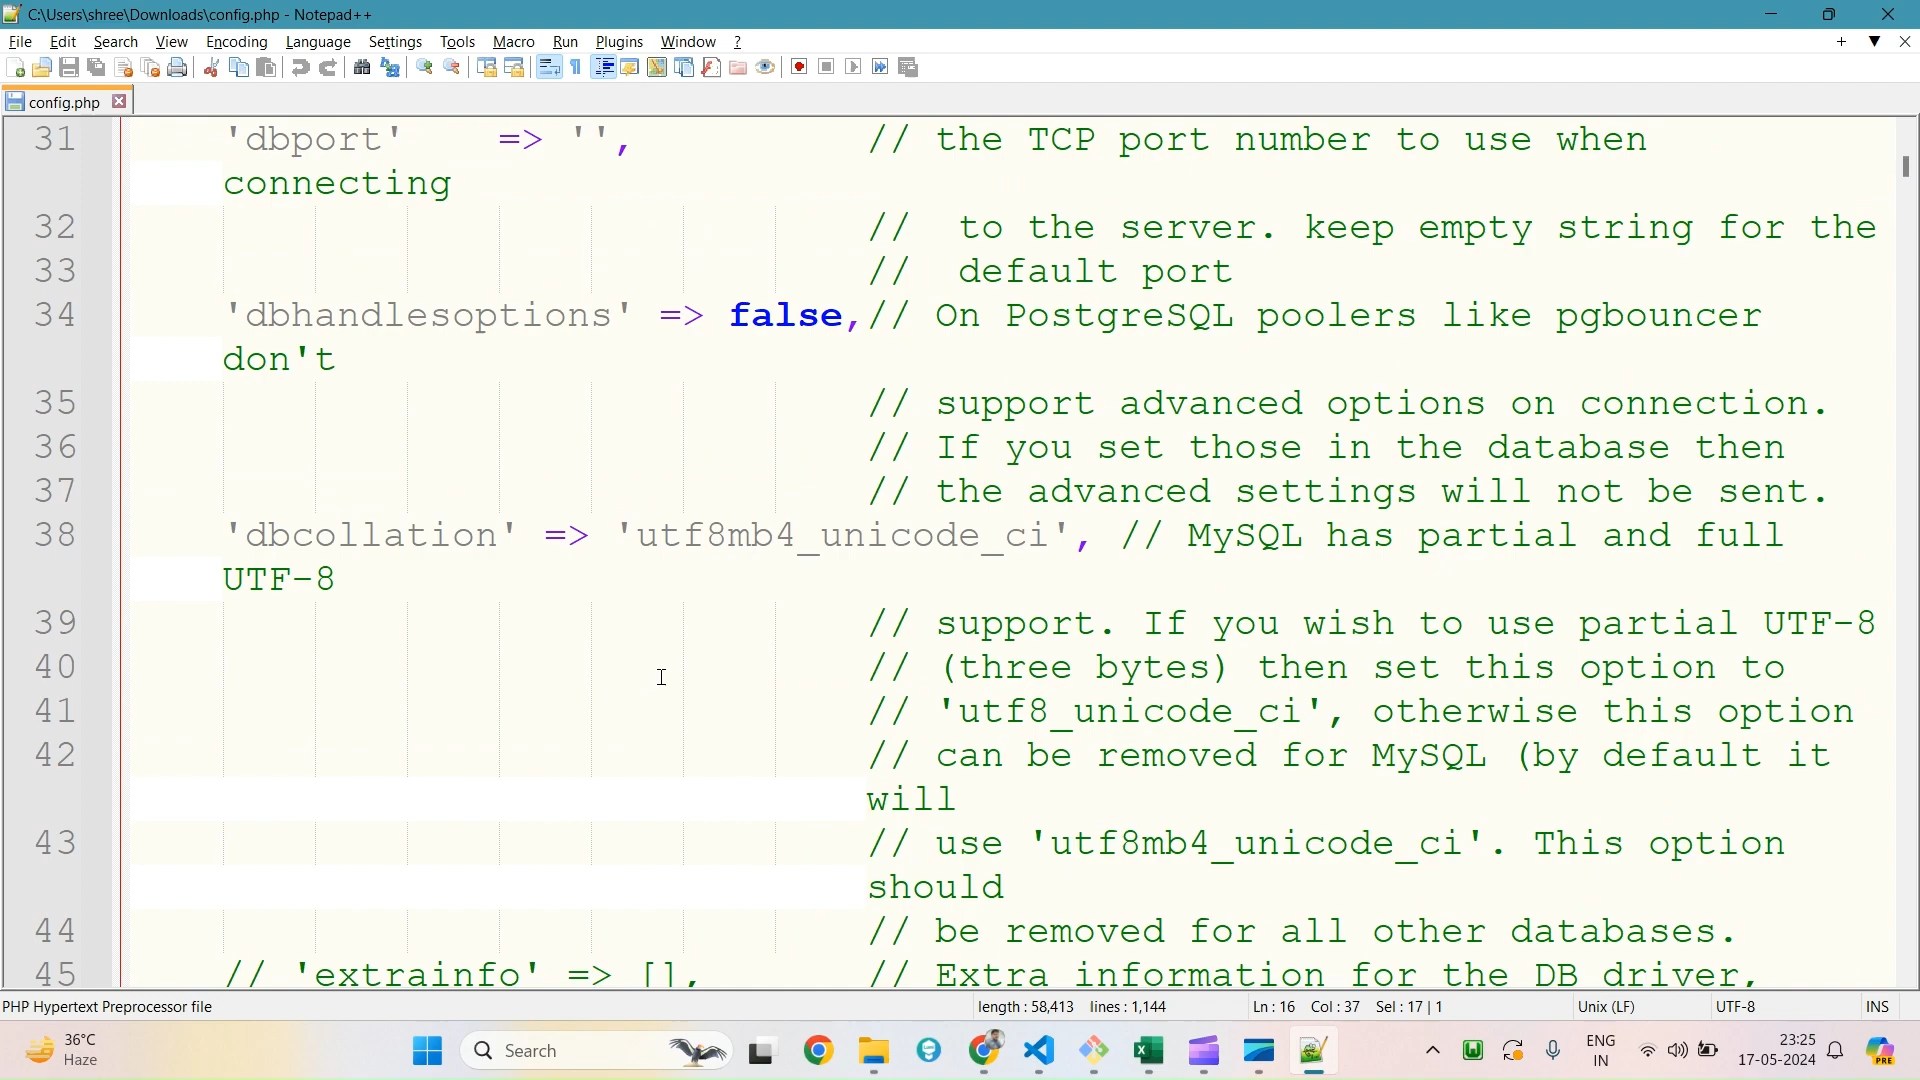 C:\Users\shree\Downloads\config.php - Notepad++
File Edit Search View Encoding Language Settings Tools Macro Run Plugins Window ?
config.php
31 'dbport' => '', // the TCP port number to use when
connecting
32 // to the server. keep empty string for the
33 // default port
34 'dbhandlesoptions' => false,// On PostgreSQL poolers like pgbouncer
don't
35 // support advanced options on connection.
36 // If you set those in the database then
37 // the advanced settings will not be sent.
38 'dbcollation' => 'utf8mb4_unicode_ci', // MySQL has partial and full
UTF-8
39 // support. If you wish to use partial UTF-8
40 // (three bytes) then set this option to
41 // 'utf8_unicode_ci', otherwise this option
42 // can be removed for MySQL (by default it
will
43 // use 'utf8mb4_unicode_ci'. This option
should
44 // be removed for all other databases.
45 // 'extrainfo' => [], // Extra information for the DB driver,
PHP Hypertext Preprocessor file length : 58,413 lines : 1,144 Ln : 16 Col : 37 Sel : 17 | 1 Unix (LF) UTF-8 INS
36°C
Haze
Search
ENG
IN
23:25
17-05-2024
PRE